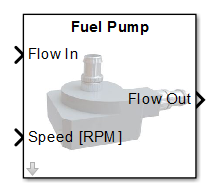 Fuel Pump
Flow In
Flow Out
Speed [RPM]